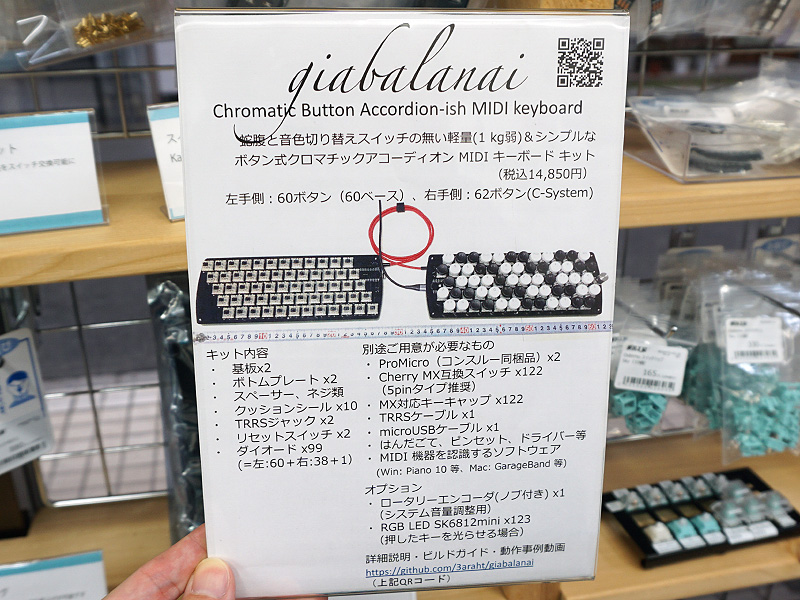 giabalanai
Chromatic Button Accordion-ish MIDI keyboard
蛇腹と音色切り替えスイッチの無い軽量(1 kg弱)&シンプルな
ボタン式クロマチックアコーディオン MIDI キーボード キット
(税込14,850円)
左手側：60ボタン（60ベース）、右手側：62ボタン(C-System)
キット内容
・ 基板x2
・ ボトムプレート x2
・ スペーサー、ネジ類
・ クッションシール x10
・ TRRSジャック x2
・ リセットスイッチ x2
・ ダイオード x99
(=左:60+右:38+1)
別途ご用意が必要なもの
・ ProMicro（コンスルー同梱品）x2
・ Cherry MX互換スイッチ x122
（5pinタイプ推奨）
・ MX対応キーキャップ x122
・ TRRSケーブル x1
・ microUSBケーブル x1
・ はんだごて、ピンセット、ドライバー等
・ MIDI 機器を認識するソフトウェア
(Win: Piano 10 等、Mac: GarageBand 等)
オプション
・ ロータリーエンコーダ(ノブ付き) x1
（システム音量調整用）
・ RGB LED SK6812mini x123
（押したキーを光らせる場合）
詳細説明・ビルドガイド・動作事例動画
https://github.com/3araht/giabalanai
（上記QRコード）